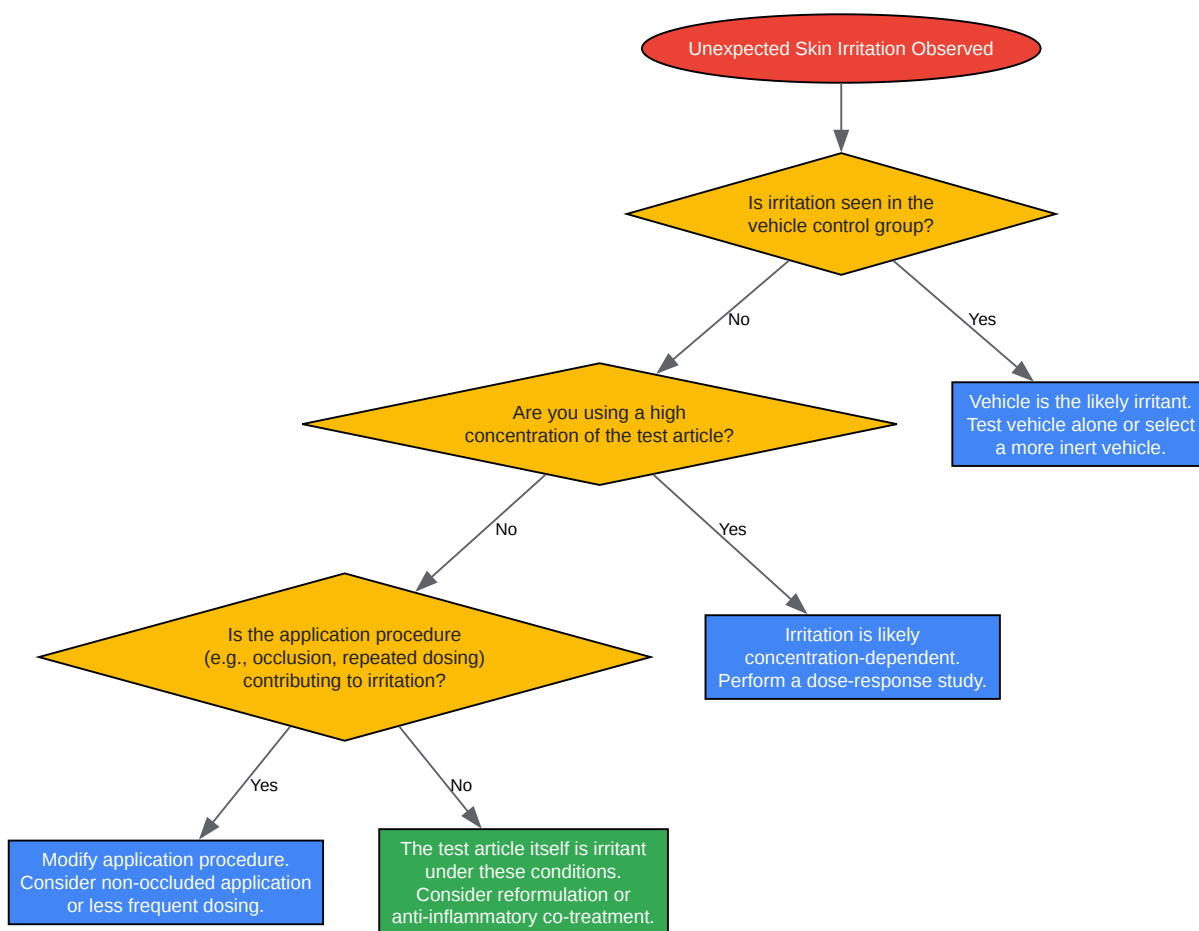 Unexpected Skin Irritation Observed
Is irritation seen in the
vehicle control group?
No
Yes
Are you using a high
concentration of the test article?
Vehicle is the likely irritant.
Test vehicle alone or select
a more inert vehicle.
No
Yes
Is the application procedure
(e.g., occlusion, repeated dosing)
contributing to irritation?
Irritation is likely
concentration-dependent.
Perform a dose-response study.
Yes
No
Modify application procedure.
Consider non-occluded application
or less frequent dosing.
The test article itself is irritant
under these conditions.
Consider reformulation or
anti-inflammatory co-treatment.